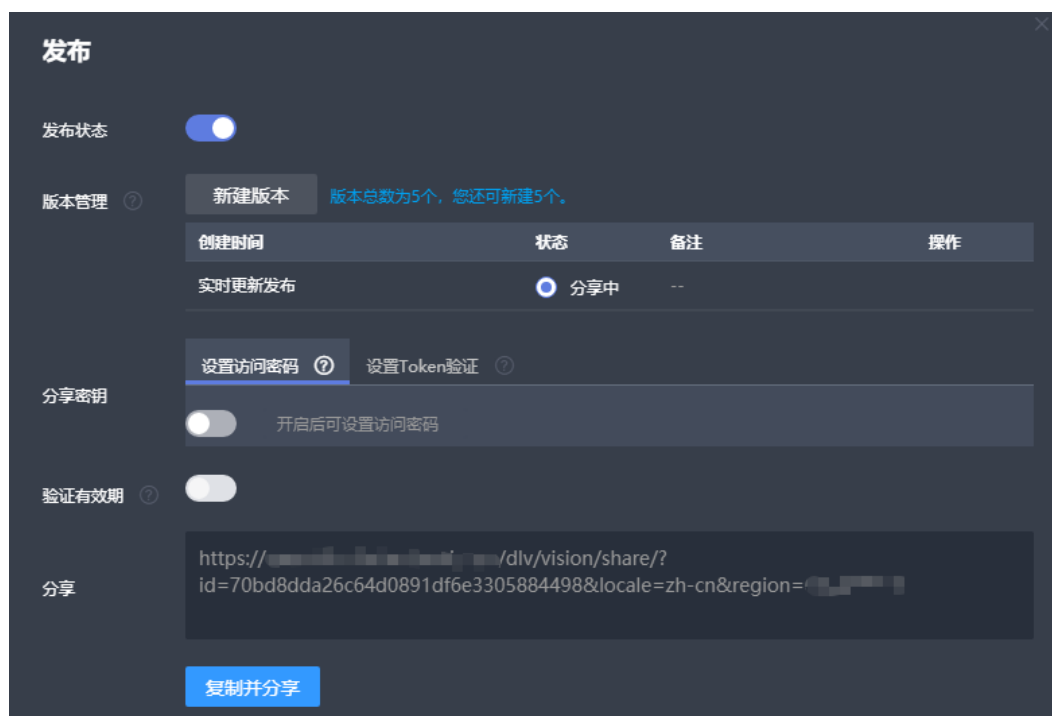 发布
发布状态
版本管理 ? 新建版本 版本总数为5个，您还可新建5个。
创建时间 状态 备注 操作
实时更新发布 分享中 --
设置访问密码 ? 设置Token验证 ?
分享密钥
开启后可设置访问密码
验证有效期 ?
https:// /dlv/vision/share/?
id=70bd8dda26c64d0891df6e3305884498&locale=zh-cn&region=
分享
复制并分享